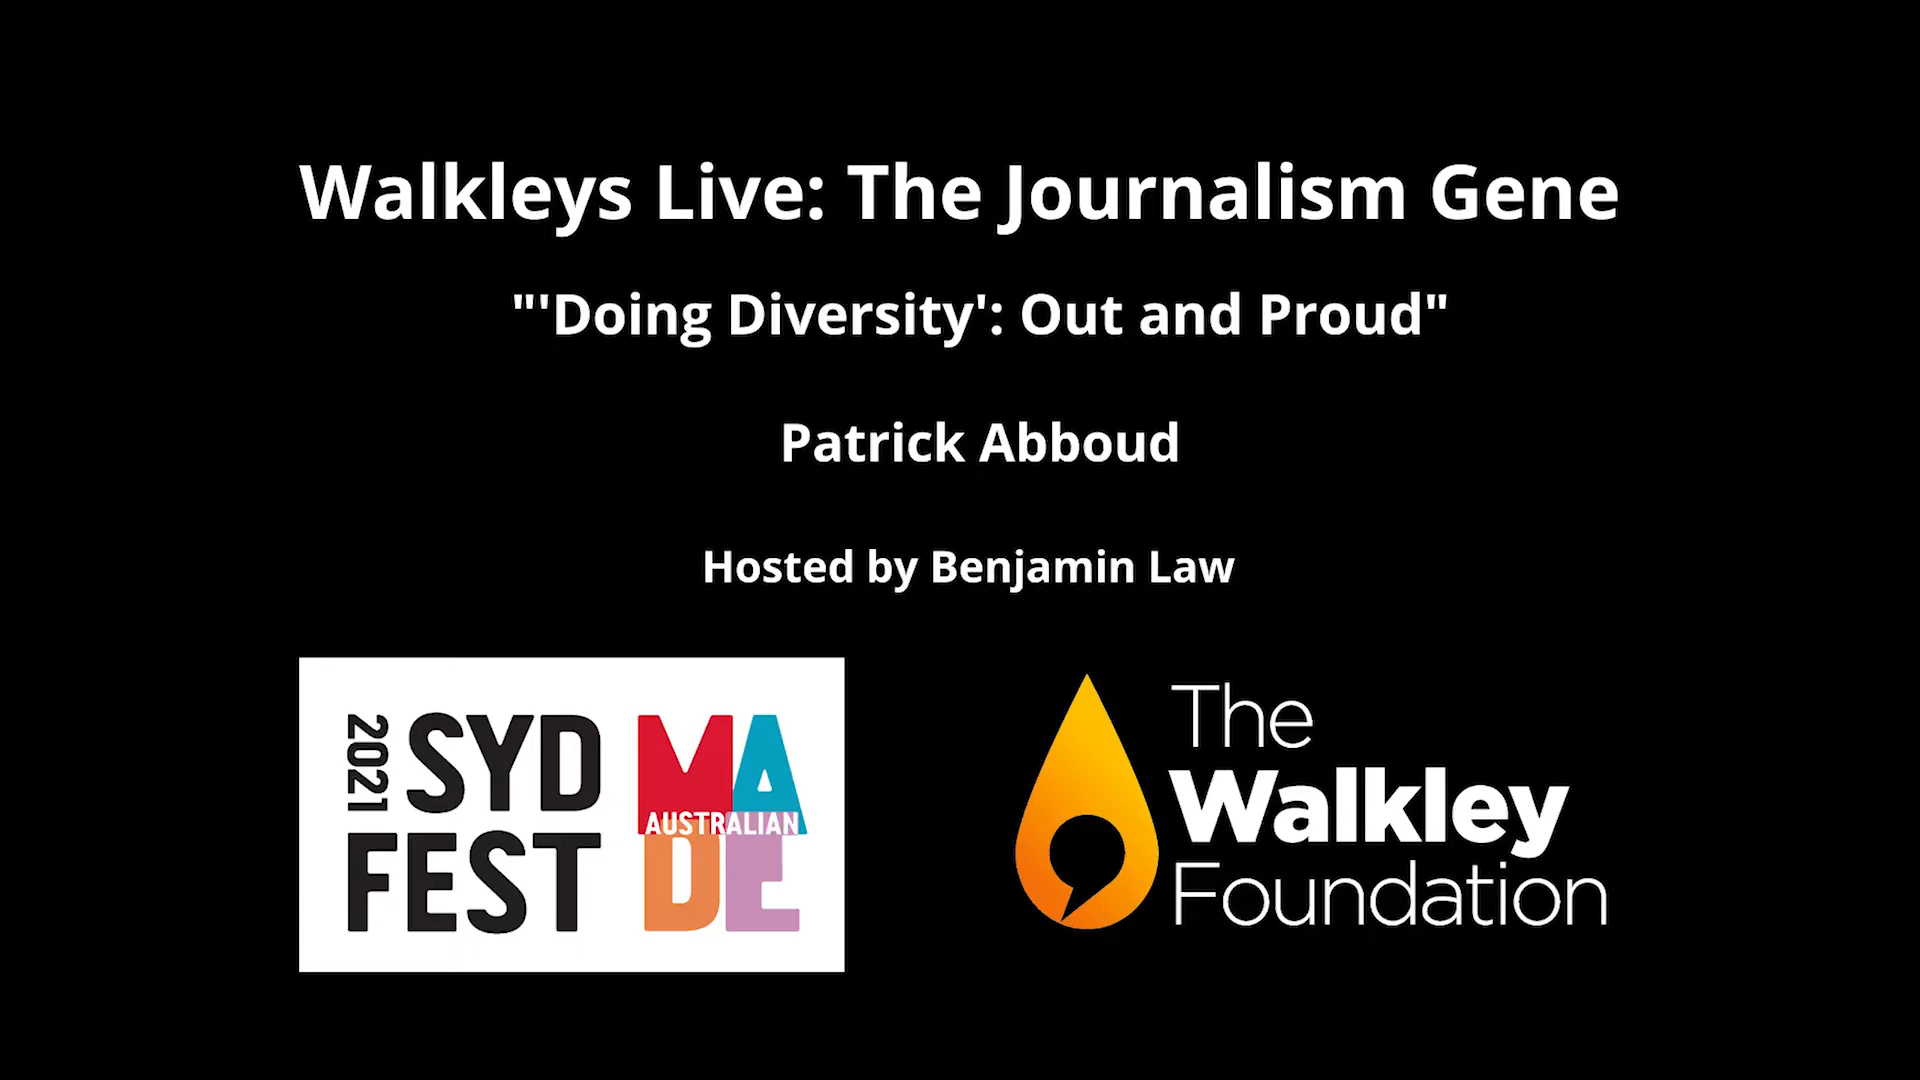 Walkleys Live: The Journalism Gene
"'Doing Diversity': Out and Proud"
Patrick Abboud
Hosted by Benjamin Law
2021
SYD
FEST
MA
AUSTRALIAN
DE
The
Walkley
Foundation